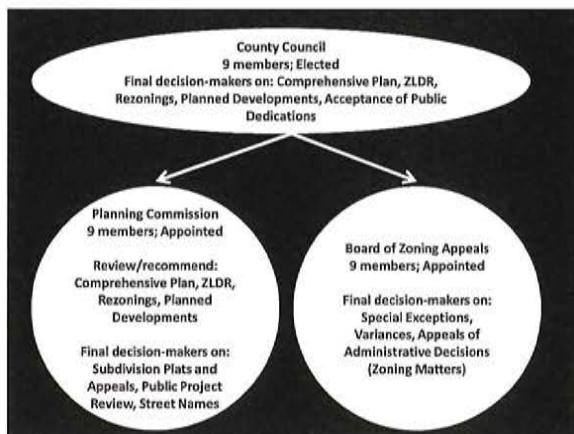 County Council
9 members; Elected
Final decision-makers on: Comprehensive Plan, ZLDR,
Rezonings, Planned Developments, Acceptance of Public
Dedications
Planning Commission
9 members; Appointed
Review/recommend:
Comprehensive Plan, ZLDR,
Rezonings, Planned
Developments
Final decision-makers on:
Subdivision Plats and
Appeals, Public Project
Review, Street Names
Board of Zoning Appeals
9 members; Appointed
Final decision-makers on:
Special Exceptions,
Variances, Appeals of
Administrative Decisions
(Zoning Matters)